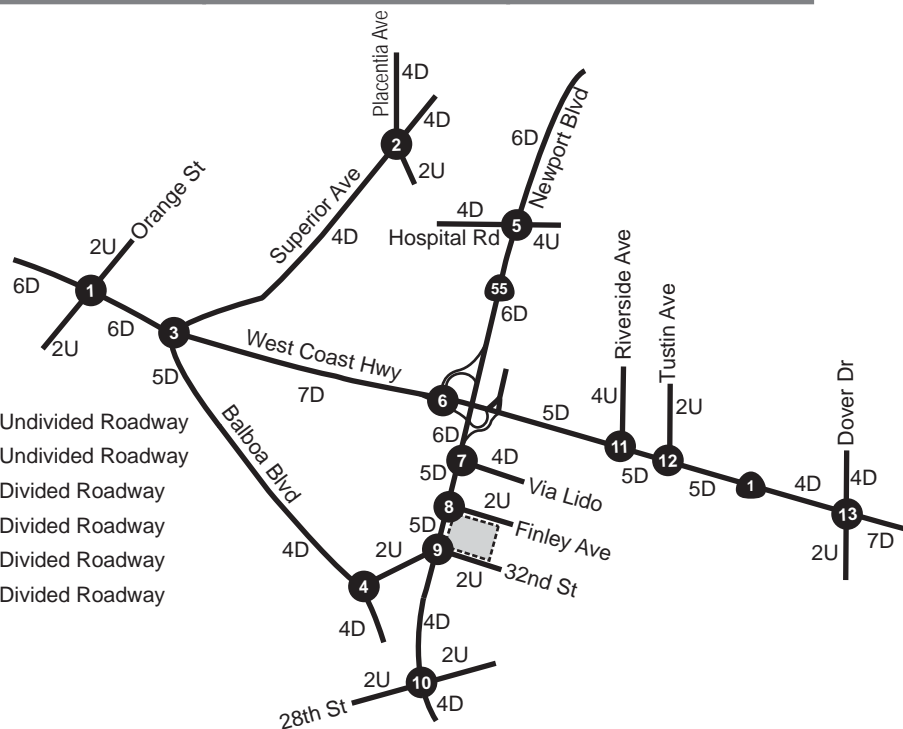 Placentia Ave
4D
4D
2
2U
Superior Ave
4D
6D
Newport Blvd
4D
5
Hospital Rd
4U
55
6D
2U
Orange St
6D
1
6D
2U
3
5D
West Coast Hwy
7D
6
5D
Riverside Ave
4U
Tustin Ave
2U
11
5D
12
5D
1
4D
Dover Dr
4D
13
2U
7D
6D
7
4D
5D
Via Lido
8
2U
5D
Finley Ave
9
2U
2U
32nd St
Balboa Blvd
4D
4
4D
4D
2U
2U
10
28th St
4D
Undivided Roadway
Undivided Roadway
Divided Roadway
Divided Roadway
Divided Roadway
Divided Roadway